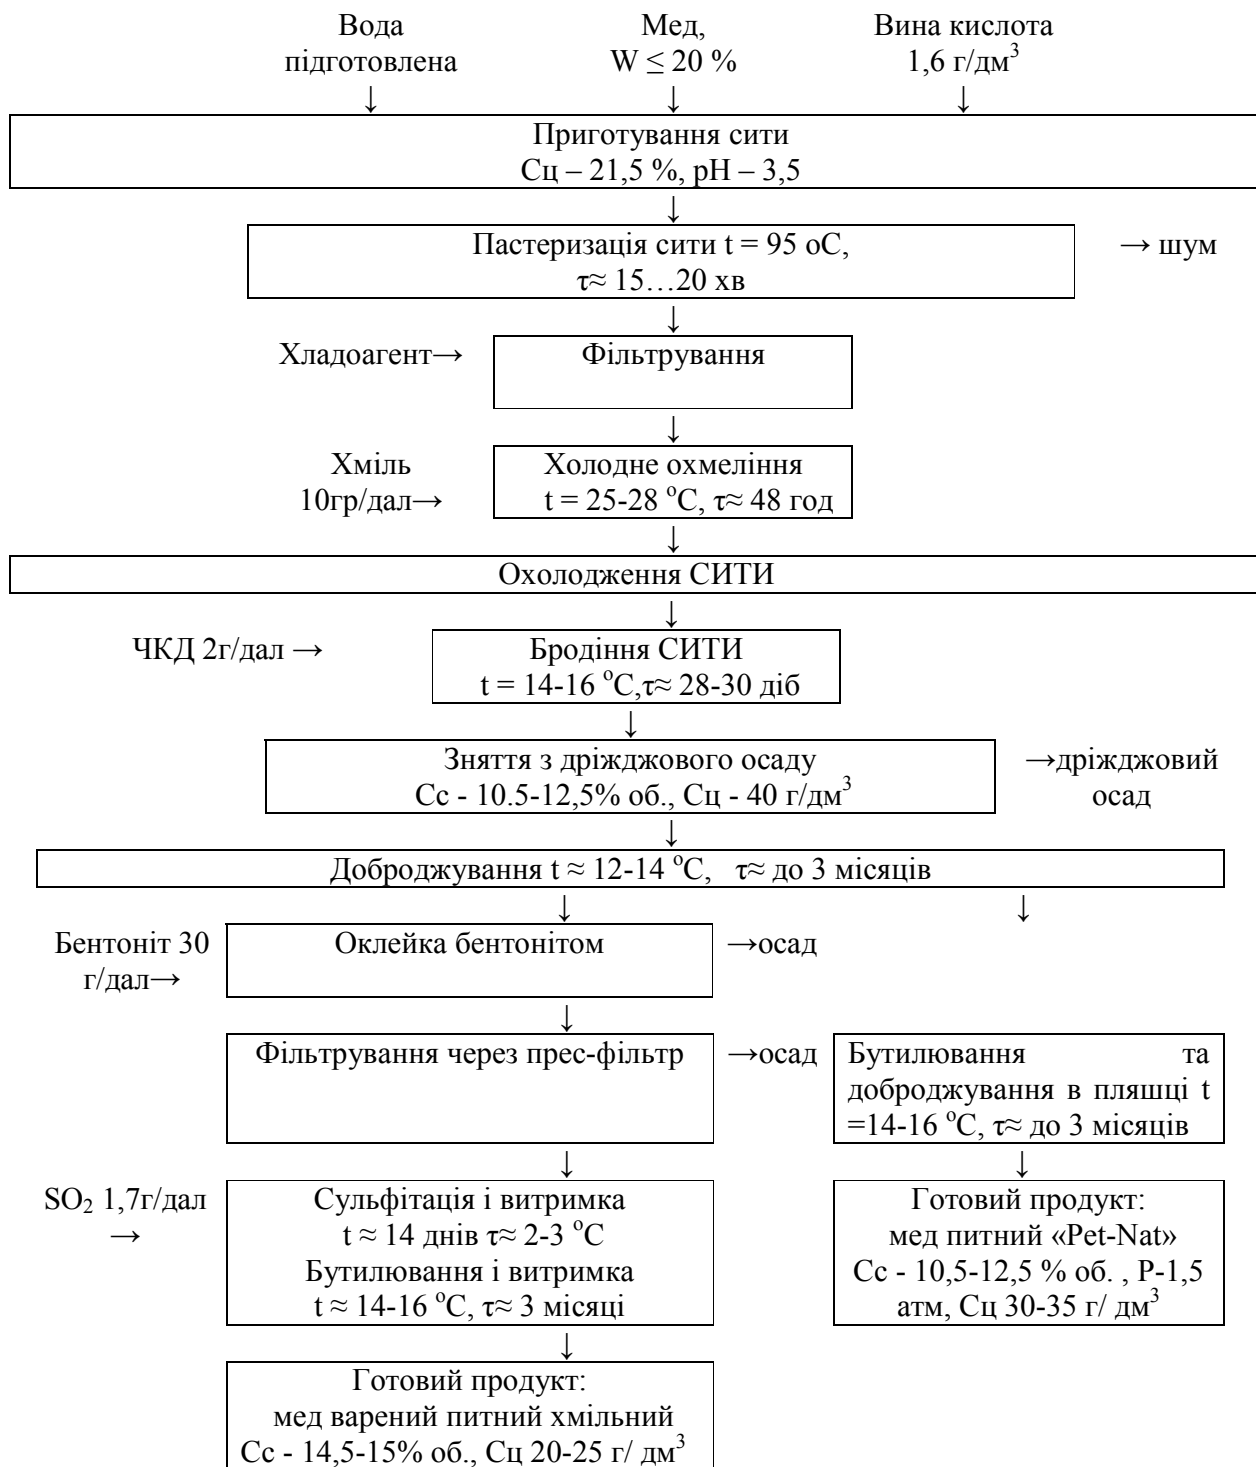 Вода
підготовлена
Мед,
W ≤ 20 %
Вина кислота
1,6 г/дм³
↓ ↓ ↓
Приготування сити
Сц – 21,5 %, рН – 3,5
↓
Пастеризація сити t = 95 оС,
τ≈ 15…20 хв
→ шум
↓
Хладоагент→
Фільтрування
↓
Хміль
10гр/дал→
Холодне охмеління
t = 25-28 ᵒС, τ≈ 48 год
↓
Охолодження СИТИ
↓
ЧКД 2г/дал →
Бродіння СИТИ
t = 14-16 ᵒС,τ≈ 28-30 діб
↓
Зняття з дріжджового осаду
Сс - 10.5-12,5% об., Сц - 40 г/дм³
→дріжджовий
осад
↓
Доброджування t ≈ 12-14 ᵒС, τ≈ до 3 місяців
↓ ↓
Бентоніт 30
г/дал→
Оклейка бентонітом
→осад
↓
Фільтрування через прес-фільтр
→осад
Бутилювання та
доброджування в пляшці t
=14-16 ᵒС, τ≈ до 3 місяців
↓ ↓
SO₂ 1,7г/дал
→
Сульфітація і витримка
t ≈ 14 днів τ≈ 2-3 ᵒС
Бутилювання і витримка
t ≈ 14-16 ᵒС, τ≈ 3 місяці
Готовий продукт:
мед питний «Pet-Nat»
Сс - 10,5-12,5 % об. , Р-1,5
атм, Сц 30-35 г/ дм³
↓
Готовий продукт:
мед варений питний хмільний
Сс - 14,5-15% об., Сц 20-25 г/ дм³